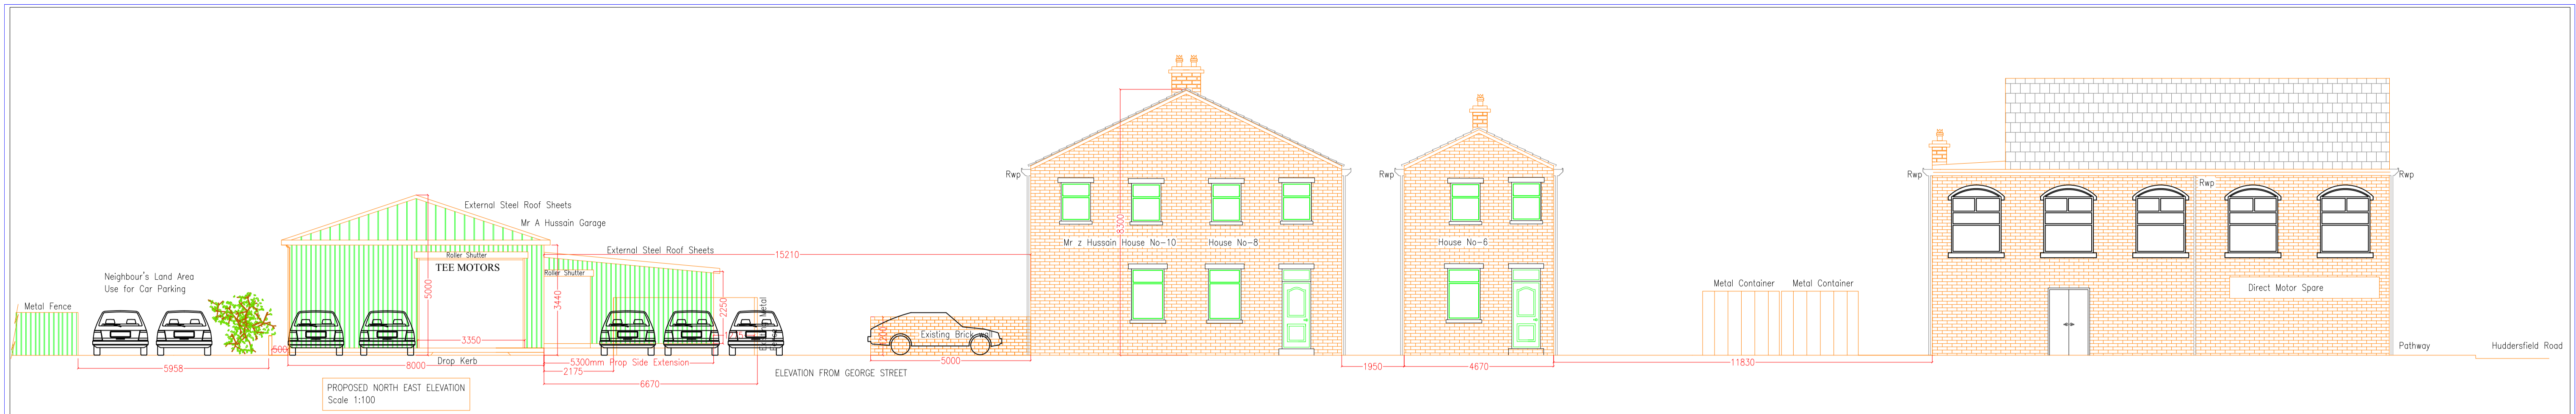 Metal Fence
5958
Neighbour's Land Area
Use for Car Parking
500
8000
Drop Kerb
3350
5000
External Steel Roof Sheets
Mr A Hussain Garage
Roller Shutter
TEE MOTORS
Roller Shutter
External Steel Roof Sheets
3440
2250
15210
5300mm Prop Side Extension
2175
6670
PROPOSED NORTH EAST ELEVATION
Scale 1:100
ELEVATION FROM GEORGE STREET
Existing Brick wall
5000
Rwp
8300
Mr z Hussain House No-10
House No-8
1950
Rwp
House No-6
4670
Metal Container
Metal Container
11830
Rwp
Rwp
Rwp
Direct Motor Spare
Pathway
Huddersfield Road